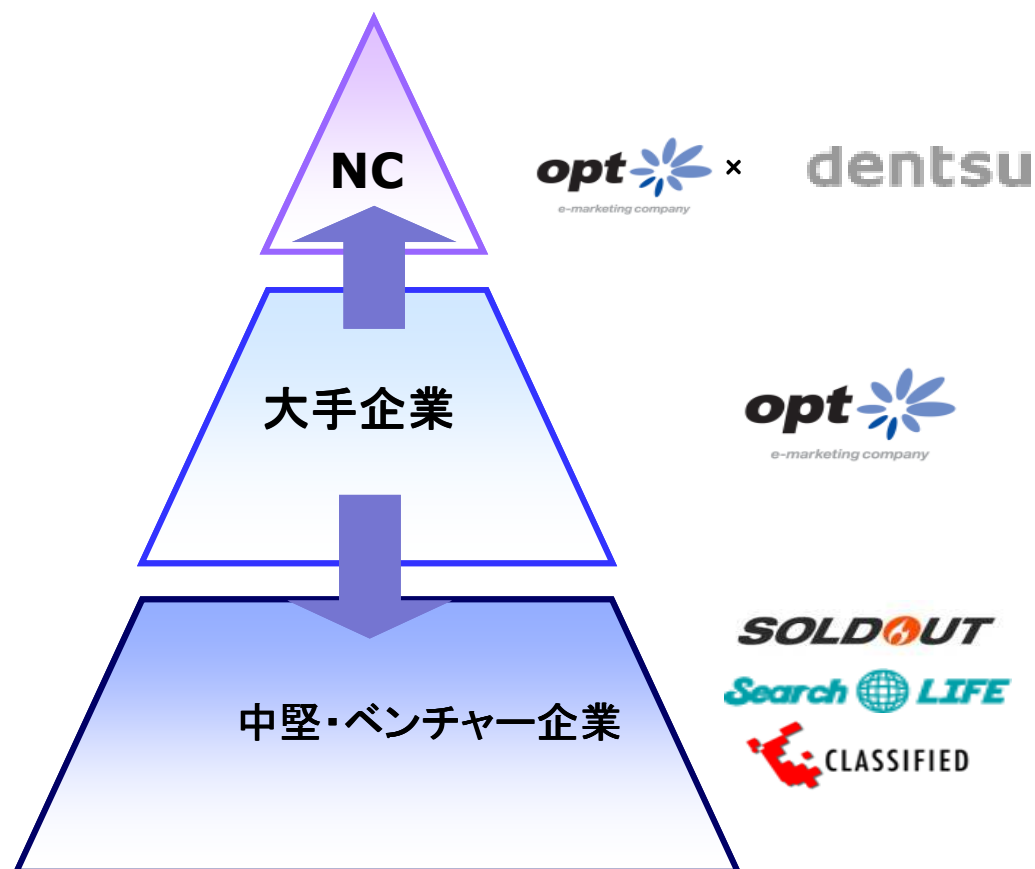 NC
opt × dentsu
e-marketing company
大手企業
opt
e-marketing company
SOLDOUT
Search LIFE
中堅・ベンチャー企業
CLASSIFIED